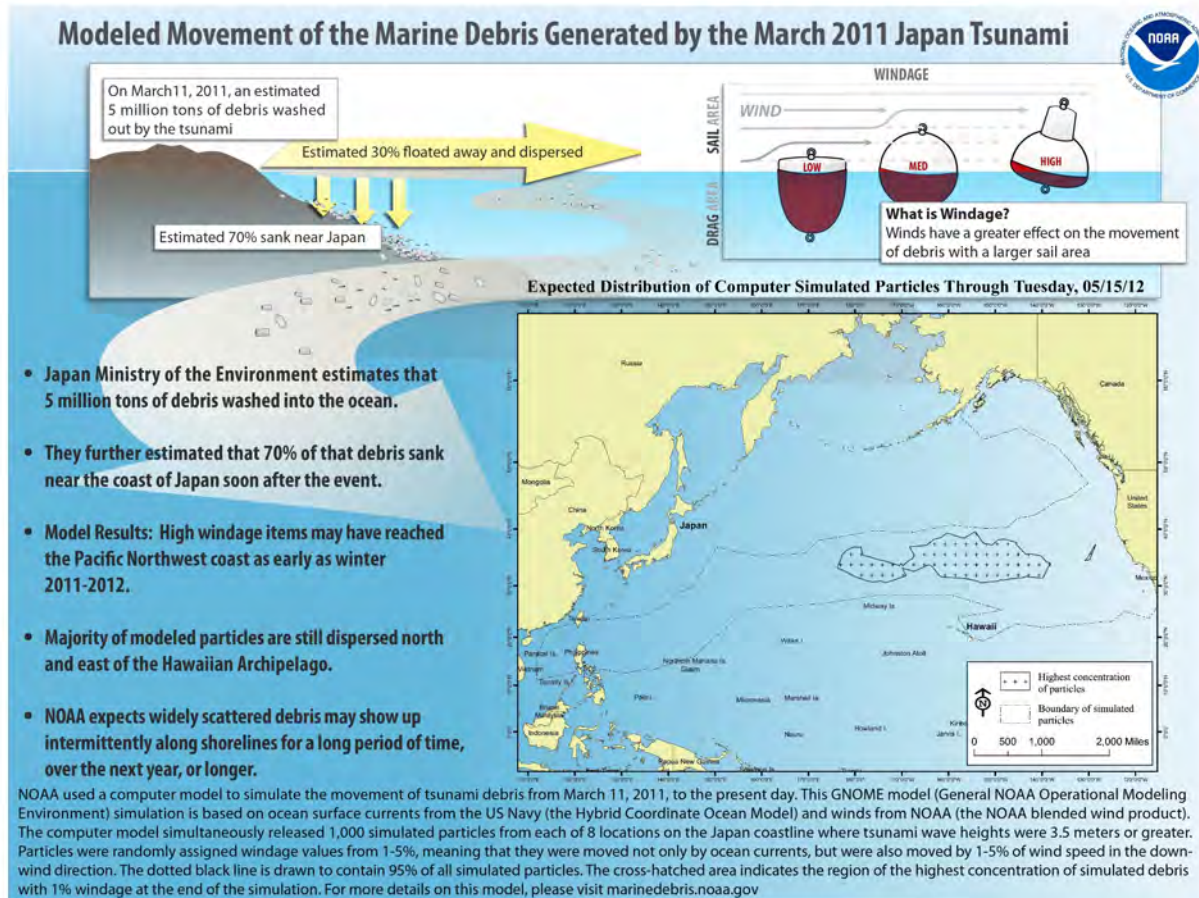 Modeled Movement of the Marine Debris Generated by the March 2011 Japan Tsunami
NOAA
On March11, 2011, an estimated
5 million tons of debris washed
out by the tsunami
Estimated 30% floated away and dispersed
Estimated 70% sank near Japan
WINDAGE
SAIL AREA
DRAG AREA
WIND
LOW
MED
HIGH
What is Windage?
Winds have a greater effect on the movement
of debris with a larger sail area
Expected Distribution of Computer Simulated Particles Through Tuesday, 05/15/12
Russia
Canada
Mongolia
China
North Korea
South Korea
Japan
United
States
Mexico
Midway Is.
Hawaii
Taiwan
Wake I.
Johnston Atoll
Philippines
Northern Mariana Is.
Guam
Vietnam
Palau
Micronesia
Marshall Is.
Brunei
Malaysia
Indonesia
Nauru
Howland I.
Jarvis I.
Papua New Guinea
Highest concentration
of particles
Boundary of simulated
particles
N
0 500 1,000 2,000 Miles
• Japan Ministry of the Environment estimates that
5 million tons of debris washed into the ocean.
• They further estimated that 70% of that debris sank
near the coast of Japan soon after the event.
• Model Results: High windage items may have reached
the Pacific Northwest coast as early as winter
2011-2012.
• Majority of modeled particles are still dispersed north
and east of the Hawaiian Archipelago.
• NOAA expects widely scattered debris may show up
intermittently along shorelines for a long period of time,
over the next year, or longer.
NOAA used a computer model to simulate the movement of tsunami debris from March 11, 2011, to the present day. This GNOME model (General NOAA Operational Modeling
Environment) simulation is based on ocean surface currents from the US Navy (the Hybrid Coordinate Ocean Model) and winds from NOAA (the NOAA blended wind product).
The computer model simultaneously released 1,000 simulated particles from each of 8 locations on the Japan coastline where tsunami wave heights were 3.5 meters or greater.
Particles were randomly assigned windage values from 1-5%, meaning that they were moved not only by ocean currents, but were also moved by 1-5% of wind speed in the down-
wind direction. The dotted black line is drawn to contain 95% of all simulated particles. The cross-hatched area indicates the region of the highest concentration of simulated debris
with 1% windage at the end of the simulation. For more details on this model, please visit marinedebris.noaa.gov